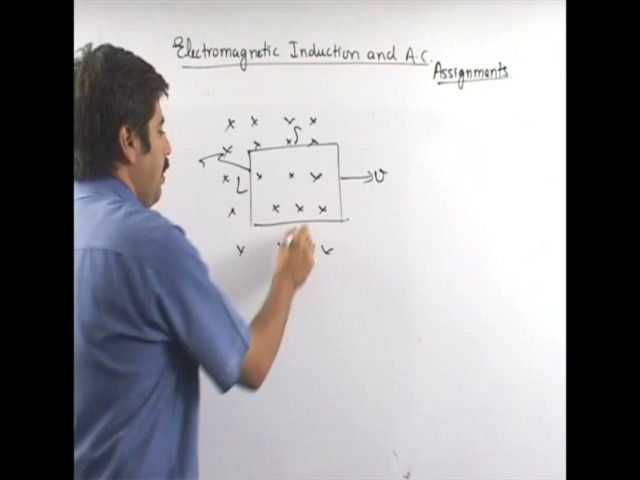 Electromagnetic Induction and A.C.
Assignments
x x x x
x x x x
x L x x x v
x x x x
x x